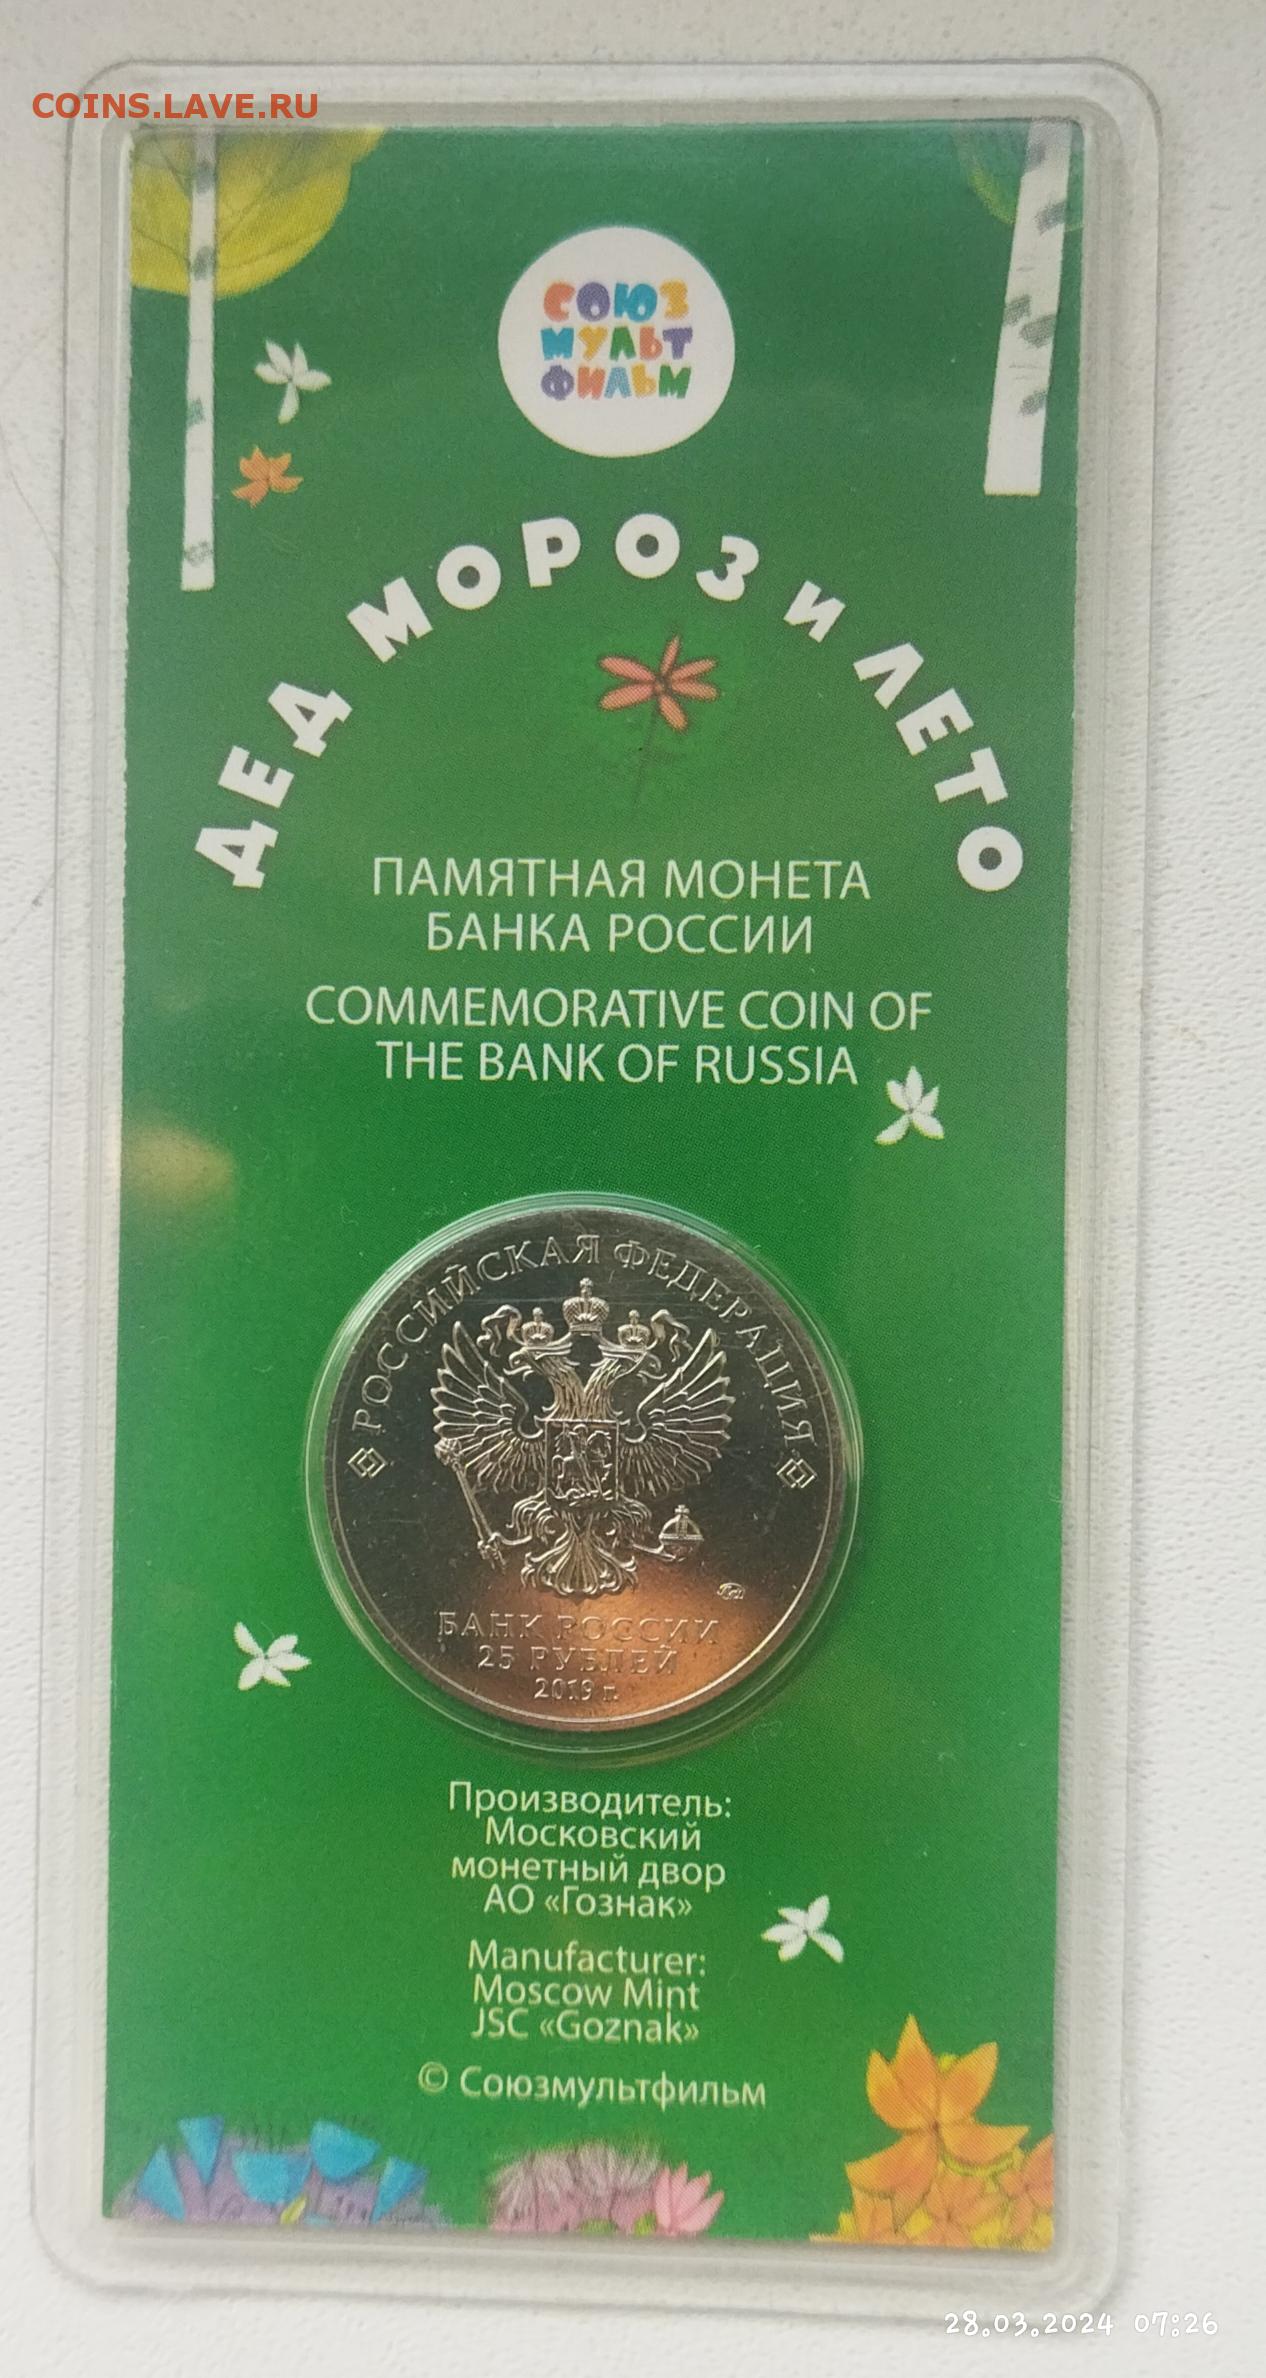 COINS.LAVE.RU
СОЮЗ
МУЛЬТ
ФИЛЬМ
ДЕД МОРОЗ И ЛЕТО
ПАМЯТНАЯ МОНЕТА
БАНКА РОССИИ
COMMEMORATIVE COIN OF
THE BANK OF RUSSIA
РОССИЙСКАЯ ФЕДЕРАЦИЯ
БАНК РОССИИ
25 РУБЛЕЙ
2019 г.
Производитель:
Московский
монетный двор
АО «Гознак»
Manufacturer:
Moscow Mint
JSC «Goznak»
© Союзмультфильм
28.03.2024 07:26